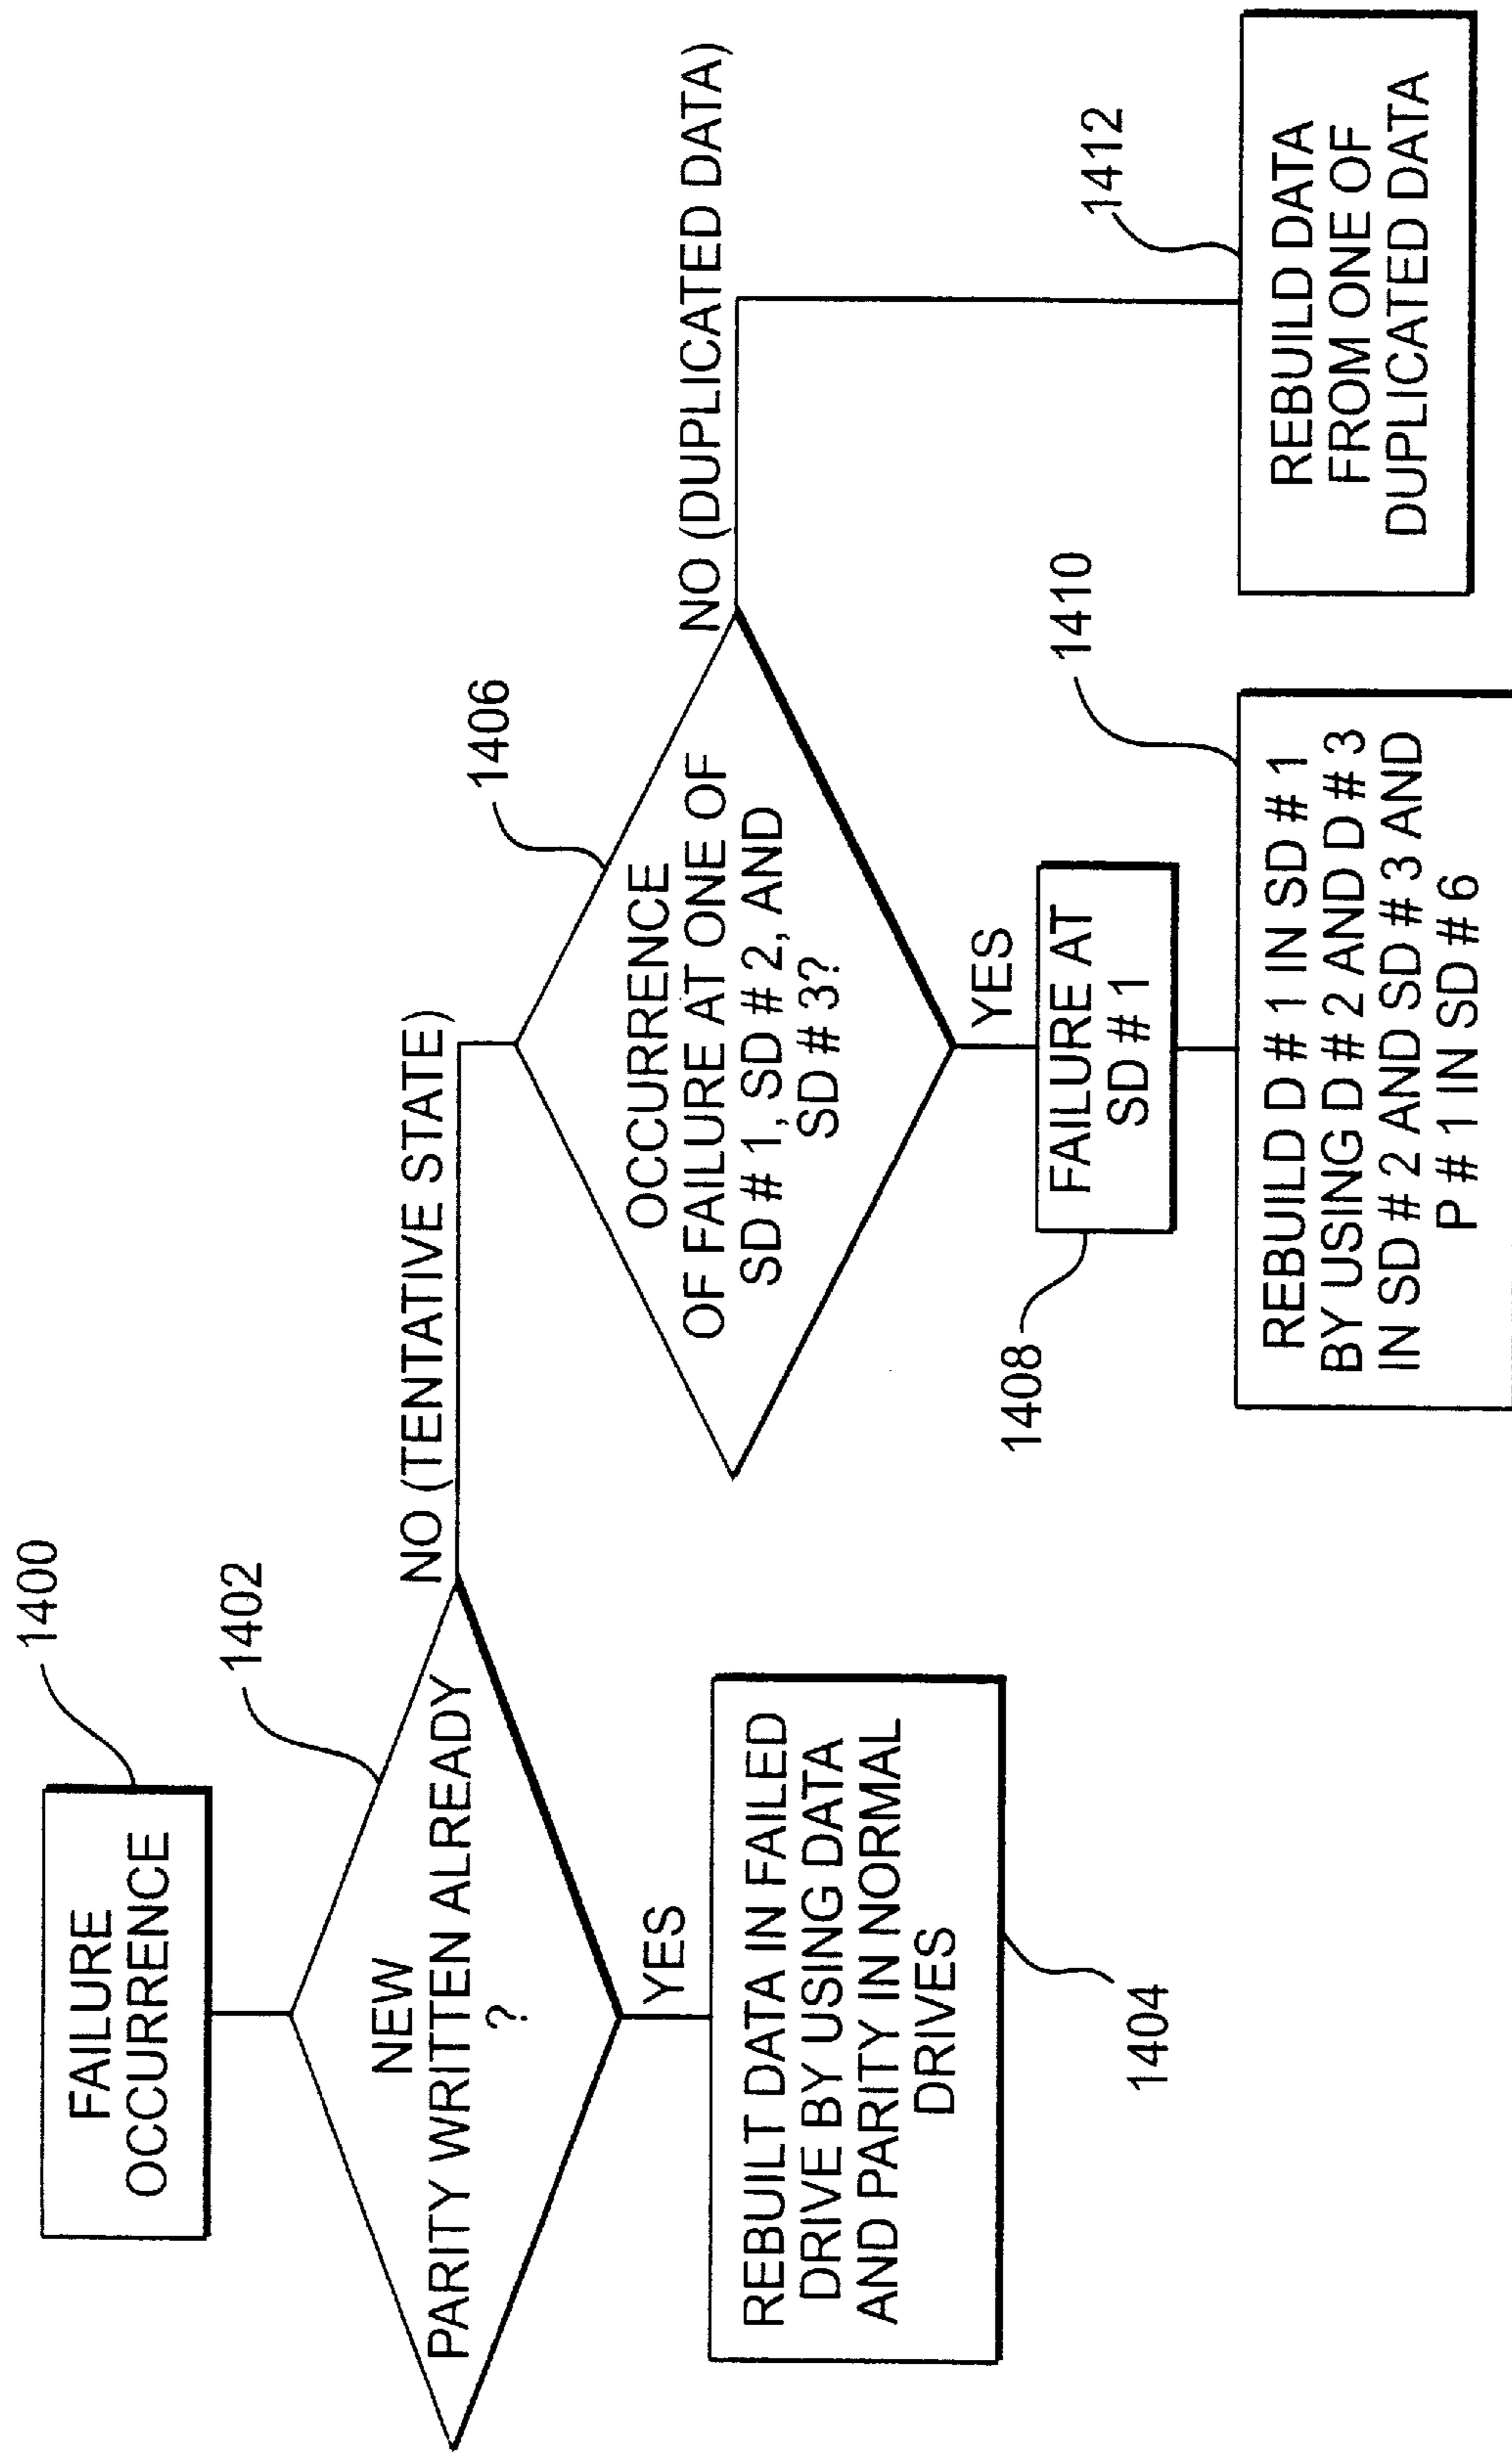 1400
FAILURE
OCCURRENCE
1402
NEW
PARITY WRITTEN ALREADY
?
NO (TENTATIVE STATE)
YES
REBUILT DATA IN FAILED
DRIVE BY USING DATA
AND PARITY IN NORMAL
DRIVES
1404
1406
OCCURRENCE
OF FAILURE AT ONE OF
SD # 1, SD # 2, AND
SD # 3?
NO (DUPLICATED DATA)
YES
1408
FAILURE AT
SD # 1
1410
REBUILD D # 1 IN SD # 1
BY USING D # 2 AND D # 3
IN SD # 2 AND SD # 3 AND
P # 1 IN SD # 6
1412
REBUILD DATA
FROM ONE OF
DUPLICATED DATA